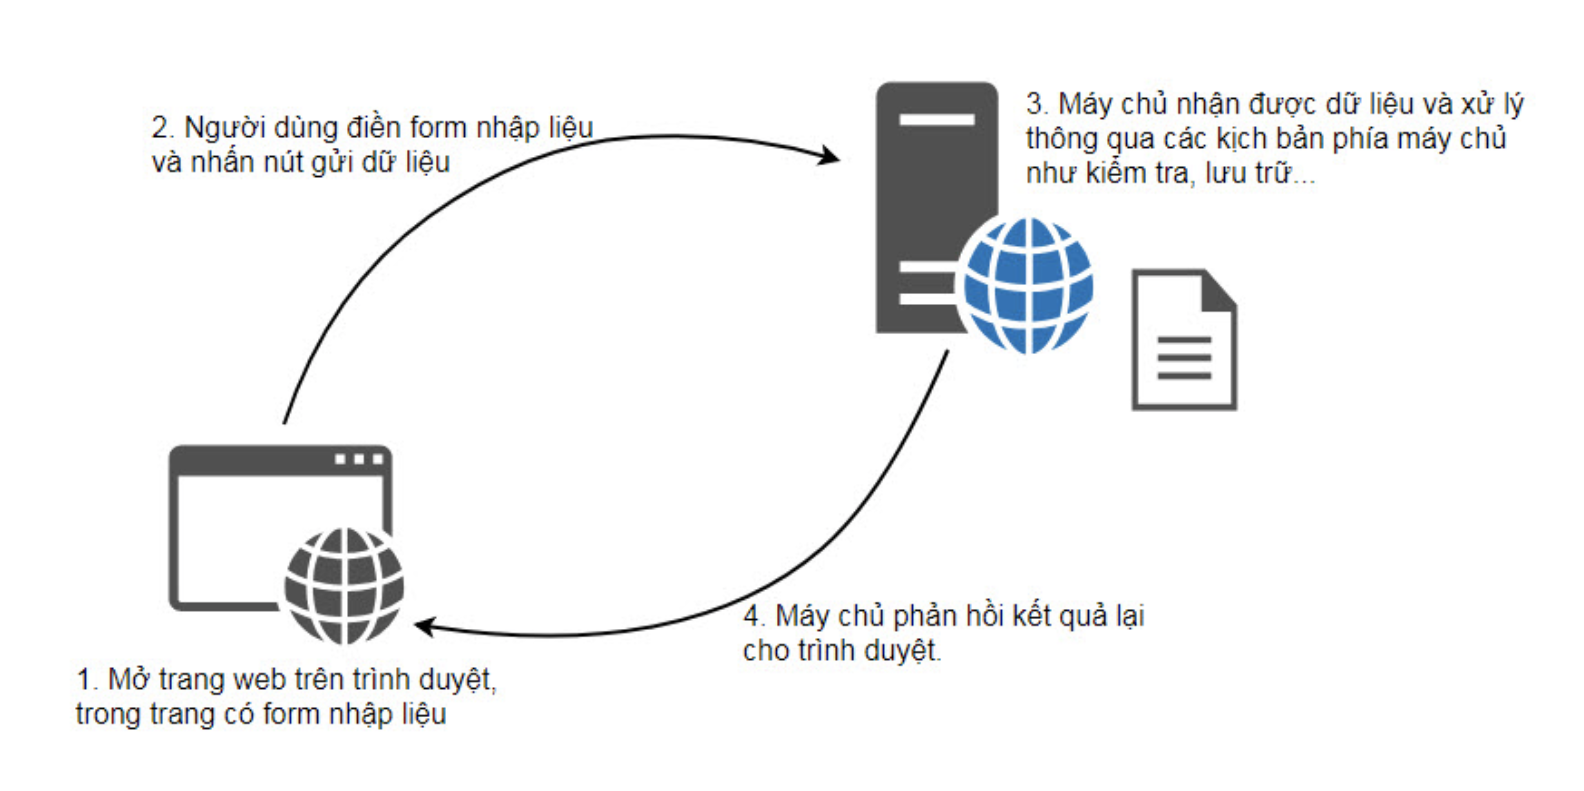 2. Người dùng điền form nhập liệu
và nhấn nút gửi dữ liệu
3. Máy chủ nhận được dữ liệu và xử lý
thông qua các kịch bản phía máy chủ
như kiểm tra, lưu trữ...
4. Máy chủ phản hồi kết quả lại
cho trình duyệt.
1. Mở trang web trên trình duyệt,
trong trang có form nhập liệu